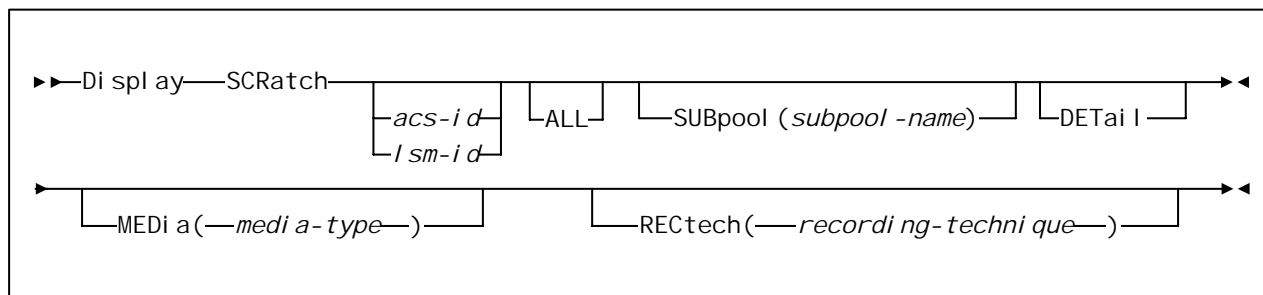 Display SCRatch acs-id ALL SUBpool(subpool-name) DETail
lsm-id
MEDia(media-type) RECtech(recording-technique)